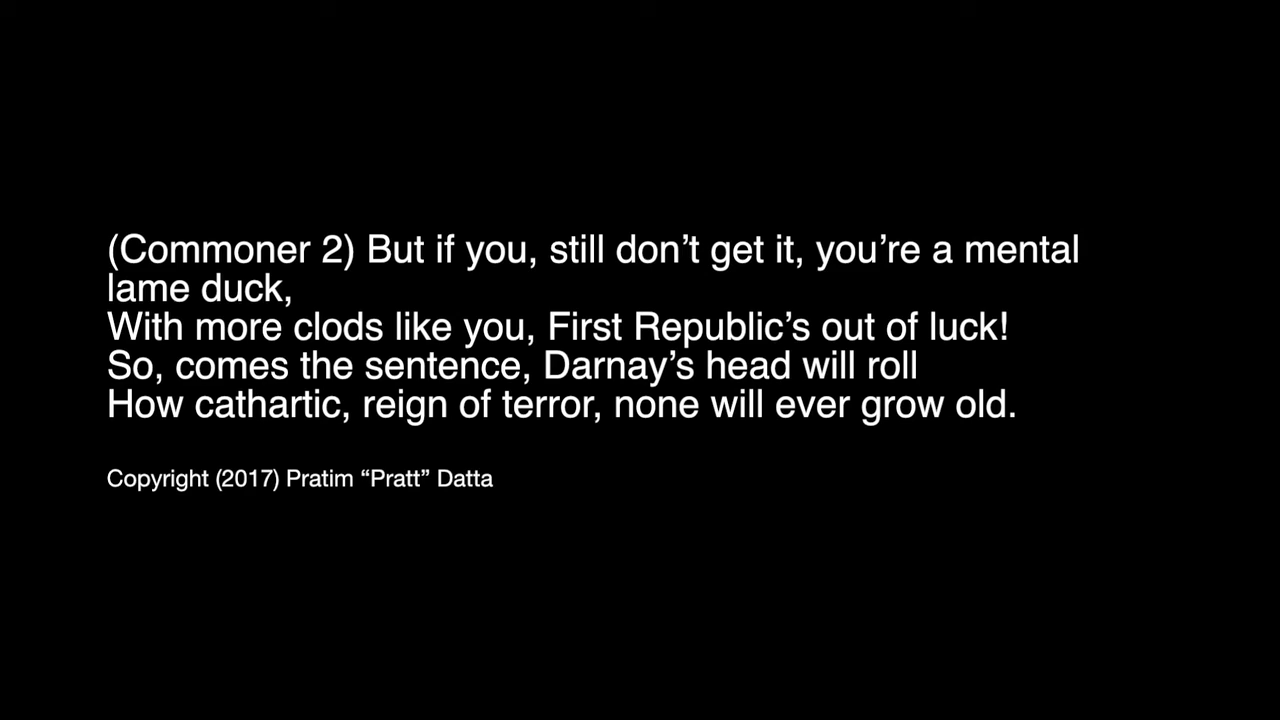 (Commoner 2) But if you, still don’t get it, you’re a mental
lame duck,
With more clods like you, First Republic’s out of luck!
So, comes the sentence, Darnay’s head will roll
How cathartic, reign of terror, none will ever grow old.
Copyright (2017) Pratim “Pratt” Datta